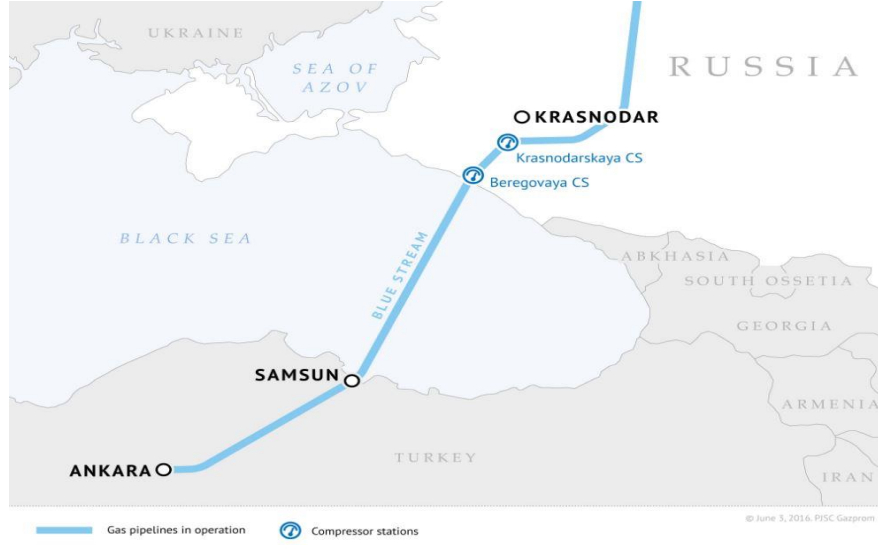 UKRAINE
SEA OF
AZOV
RUSSIA
KRASNODAR
Krasnodarskaya CS
Beregovaya CS
BLACK SEA
BLUE STREAM
ABKHASIA
SOUTH OSSETIA
GEORGIA
SAMSUN
ARMENIA
TURKEY
ANKARA
IRAN
© June 3, 2016. PJSC Gazprom
Gas pipelines in operation
Compressor stations